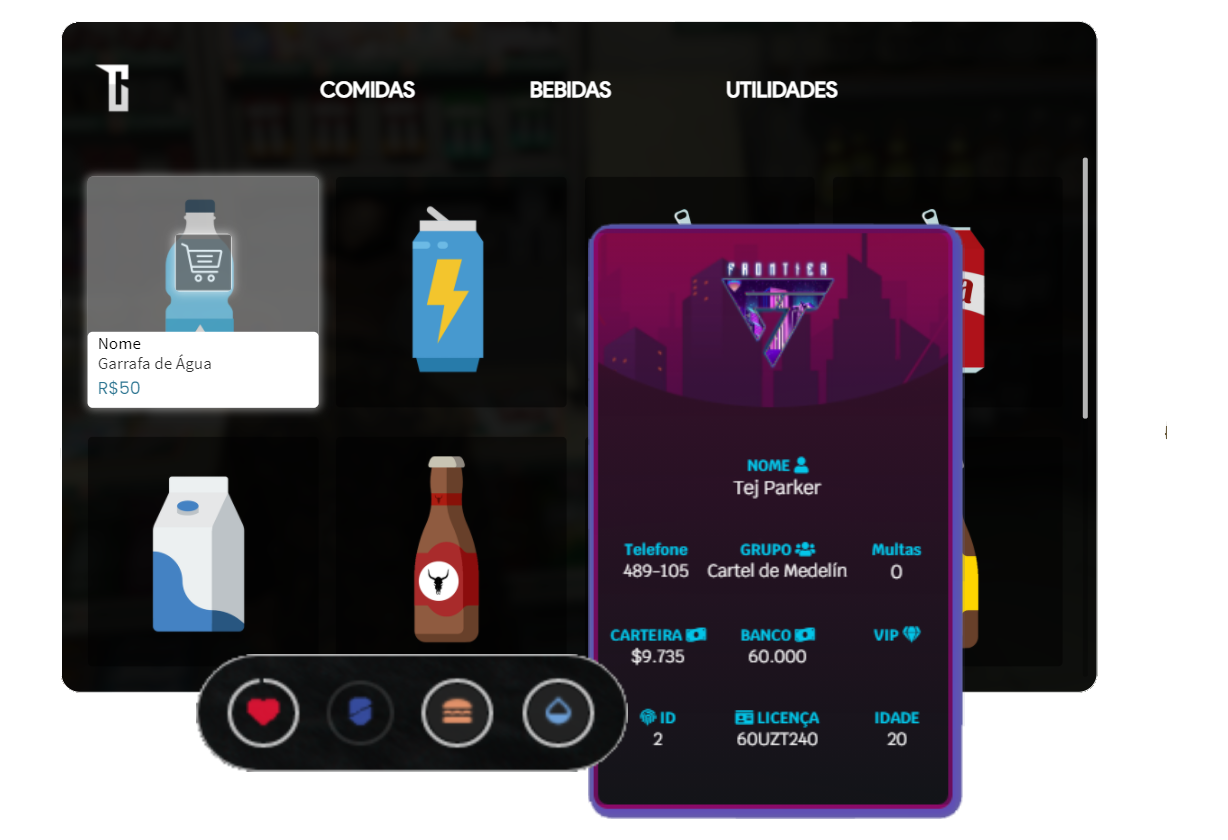 COMIDAS
BEBIDAS
UTILIDADES
Nome
Garrafa de Água
R$50
FRONTIER
NOME
Tej Parker
Telefone
489-105
GRUPO
Cartel de Medelín
Multas
0
CARTEIRA
$9.735
BANCO
60.000
VIP
ID
2
LICENÇA
60UZT240
IDADE
20